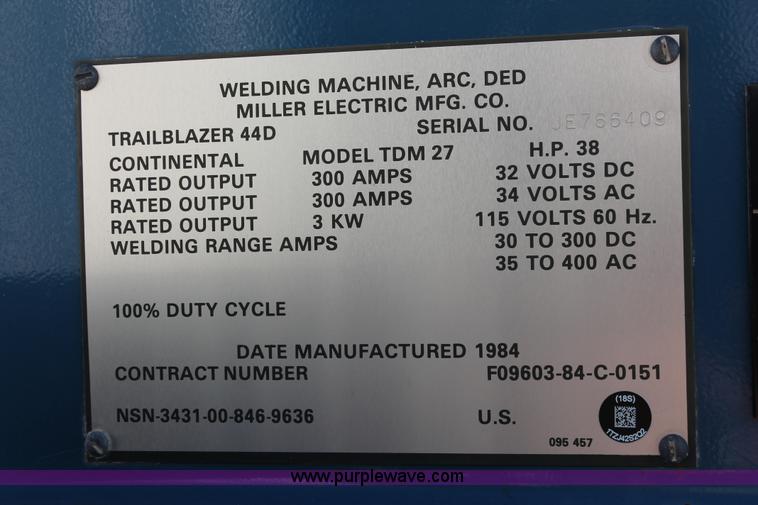 WELDING MACHINE, ARC, DED
MILLER ELECTRIC MFG. CO.
TRAILBLAZER 44D SERIAL NO. JE766409
CONTINENTAL MODEL TDM 27 H.P. 38
RATED OUTPUT 300 AMPS 32 VOLTS DC
RATED OUTPUT 300 AMPS 34 VOLTS AC
RATED OUTPUT 3 KW 115 VOLTS 60 Hz.
WELDING RANGE AMPS 30 TO 300 DC
35 TO 400 AC
100% DUTY CYCLE
DATE MANUFACTURED 1984
CONTRACT NUMBER F09603-84-C-0151
NSN-3431-00-846-9636 U.S.
(18S)
1TZJ42S2Q2
095 457
www.purplewave.com